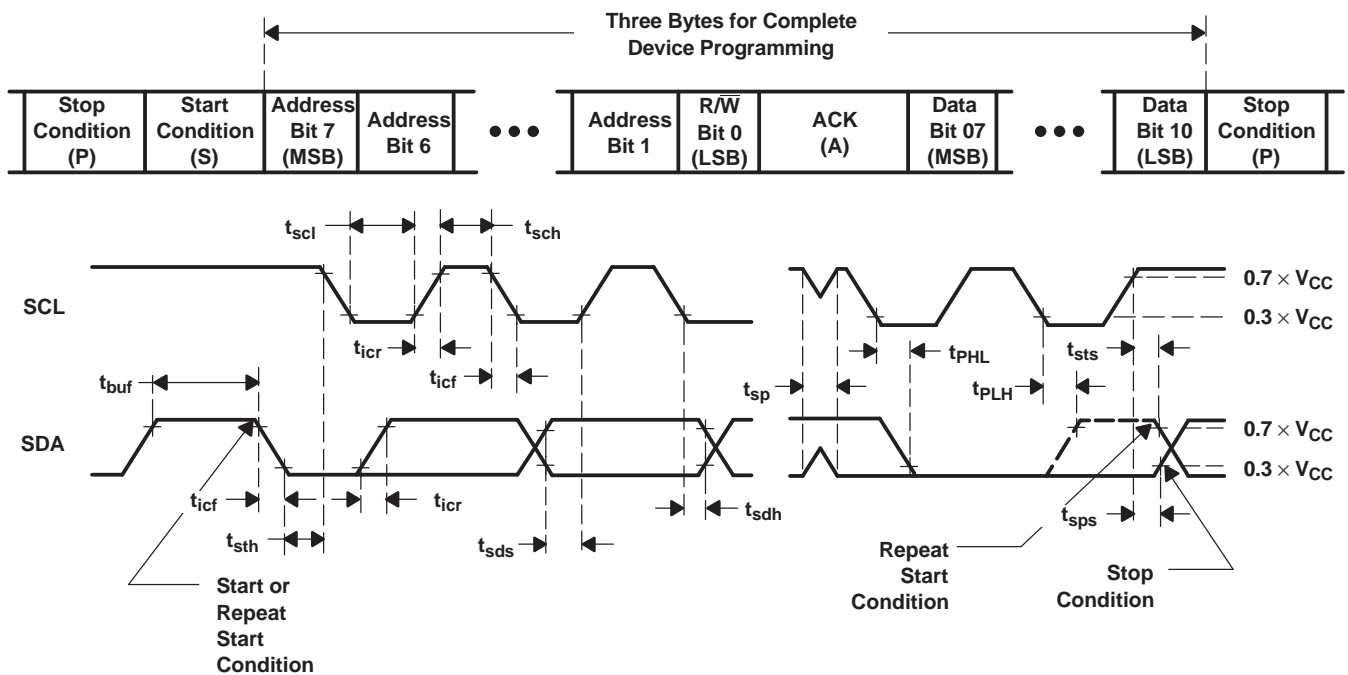 Three Bytes for Complete
Device Programming
Stop
Condition
(P)
Start
Condition
(S)
Address
Bit 7
(MSB)
Address
Bit 6
•••
Address
Bit 1
R/W̅
Bit 0
(LSB)
ACK
(A)
Data
Bit 07
(MSB)
•••
Data
Bit 10
(LSB)
Stop
Condition
(P)
tscl
tsch
SCL
0.7 × VCC
0.3 × VCC
ticr
tPHL
tsts
tbuf
ticf
tsp
tPLH
SDA
0.7 × VCC
0.3 × VCC
ticf
ticr
tsdh
tsth
tsds
tsps
Start or
Repeat
Start
Condition
Repeat
Start
Condition
Stop
Condition